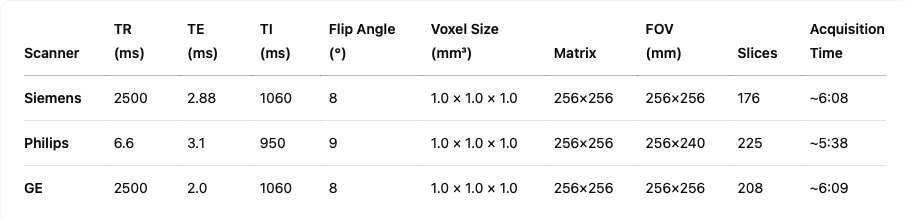 Scanner TR (ms) TE (ms) TI (ms) Flip Angle (°) Voxel Size (mm³) Matrix FOV (mm) Slices Acquisition Time
Siemens 2500 2.88 1060 8 1.0 × 1.0 × 1.0 256×256 256×256 176 ~6:08
Philips 6.6 3.1 950 9 1.0 × 1.0 × 1.0 256×256 256×240 225 ~5:38
GE 2500 2.0 1060 8 1.0 × 1.0 × 1.0 256×256 256×256 208 ~6:09